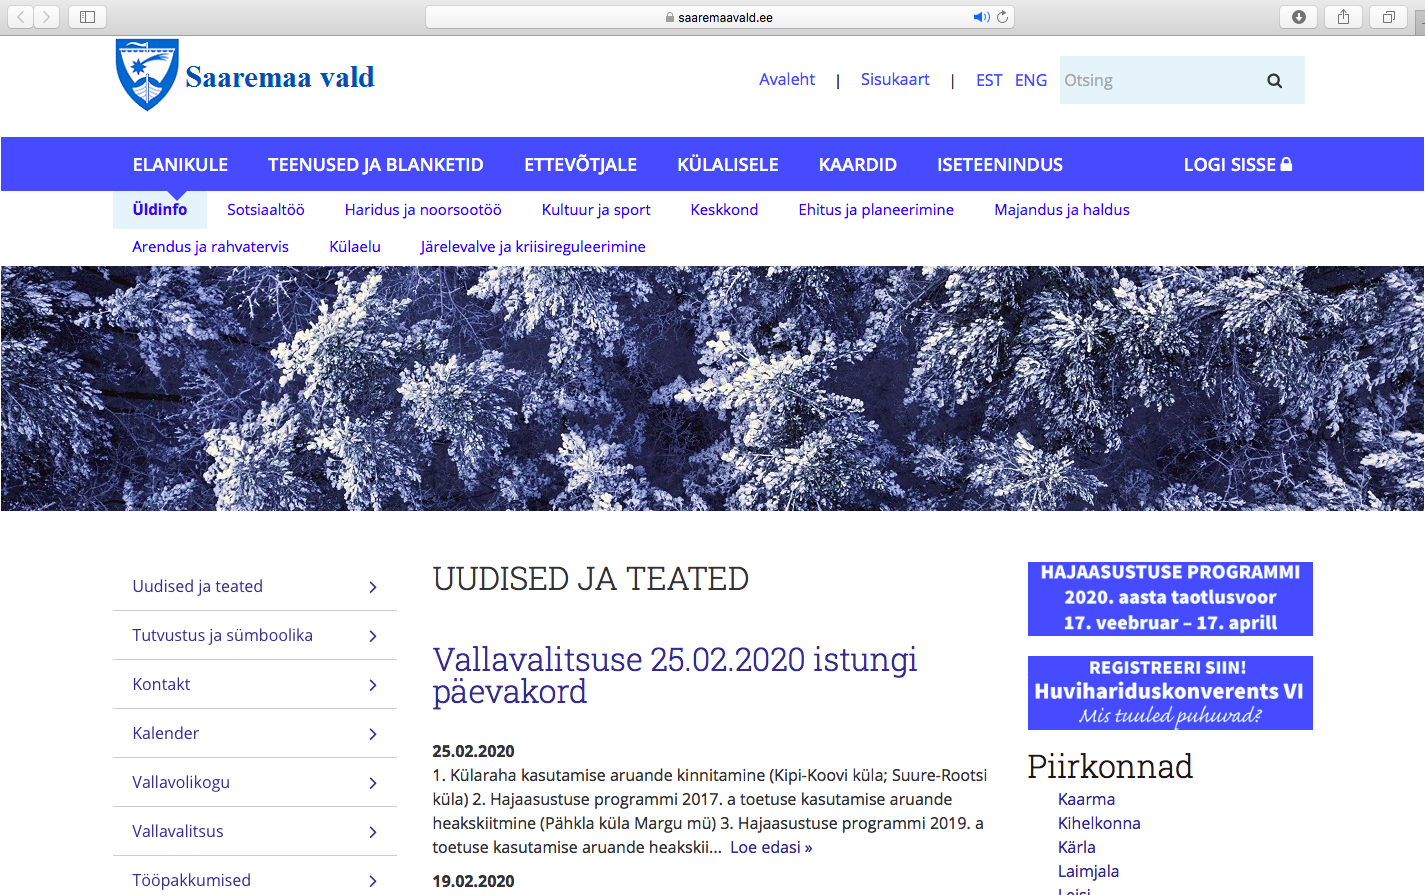 saaremaavald.ee
Saaremaa vald
Avaleht | Sisukaart | EST ENG Otsing
ELANIKULE TEENUSED JA BLANKETID ETTEVÕTJALE KÜLALISELE KAARDID ISETEENINDUS LOGI SISSE
Üldinfo Sotsiaaltöö Haridus ja noorsootöö Kultuur ja sport Keskkond Ehitus ja planeerimine Majandus ja haldus
Arendus ja rahvatervis Külaelu Järelevalve ja kriisireguleerimine
Uudised ja teated
Tutvustus ja sümboolika
Kontakt
Kalender
Vallavolikogu
Vallavalitsus
Tööpakkumised
UUDISED JA TEATED
Vallavalitsuse 25.02.2020 istungi
päevakord
25.02.2020
1. Külaraha kasutamise aruande kinnitamine (Kipi-Koovi küla; Suure-Rootsi
küla) 2. Hajaasustuse programmi 2017. a toetuse kasutamise aruande
heakskiitmine (Pähkla küla Margu mü) 3. Hajaasustuse programmi 2019. a
toetuse kasutamise aruande heakskii... Loe edasi »
19.02.2020
HAJAASUSTUSE PROGRAMMI
2020. aasta taotlusvoor
17. veebruar – 17. aprill
REGISTREERI SIIN!
Huvihariduskonverents VI
Mis tuuled puhuvad?
Piirkonnad
Kaarma
Kihelkonna
Kärla
Laimjala
Leisi